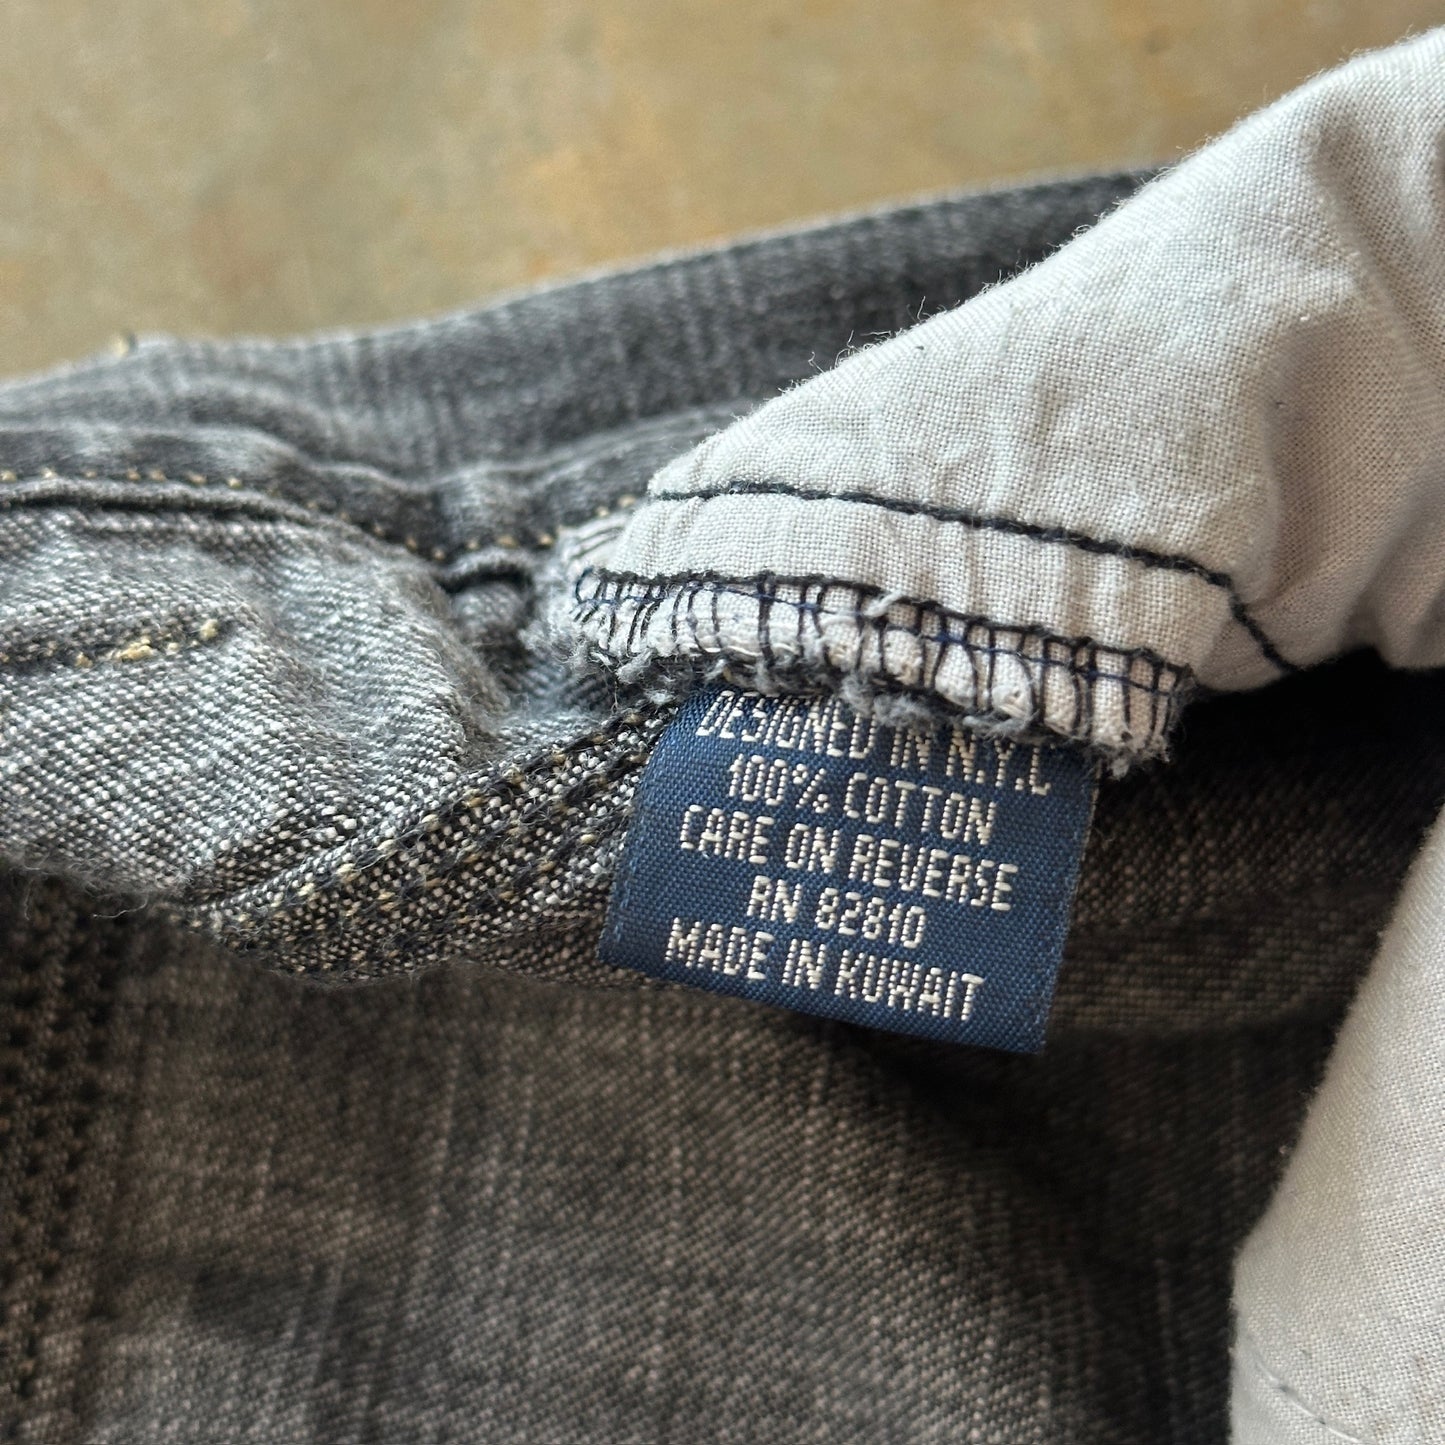 DESIGNED IN N.Y.C
100% COTTON
CARE ON REVERSE
RN 82810
MADE IN KUWAIT